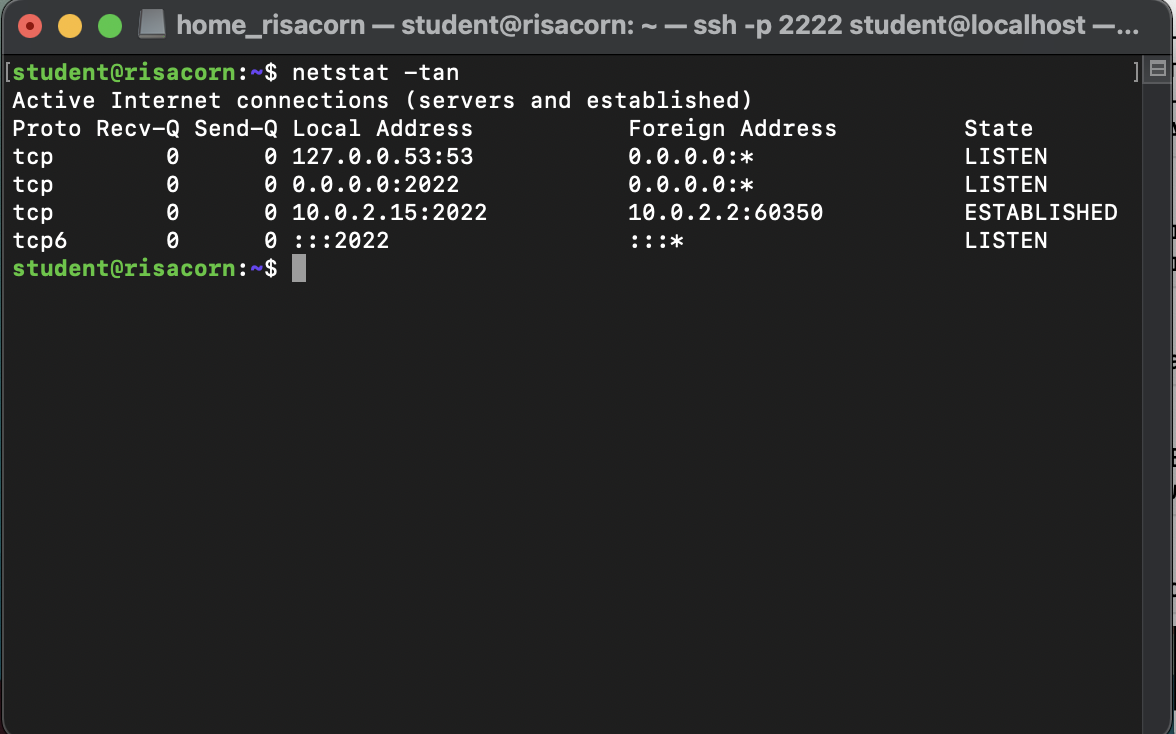 home_risacorn — student@risacorn: ~ — ssh -p 2222 student@localhost —...
[student@risacorn:~$ netstat -tan ]
Active Internet connections (servers and established)
Proto Recv-Q Send-Q Local Address           Foreign Address         State
tcp        0      0 127.0.0.53:53           0.0.0.0:*               LISTEN
tcp        0      0 0.0.0.0:2022            0.0.0.0:*               LISTEN
tcp        0      0 10.0.2.15:2022          10.0.2.2:60350          ESTABLISHED
tcp6       0      0 :::2022                 :::*                    LISTEN
student@risacorn:~$